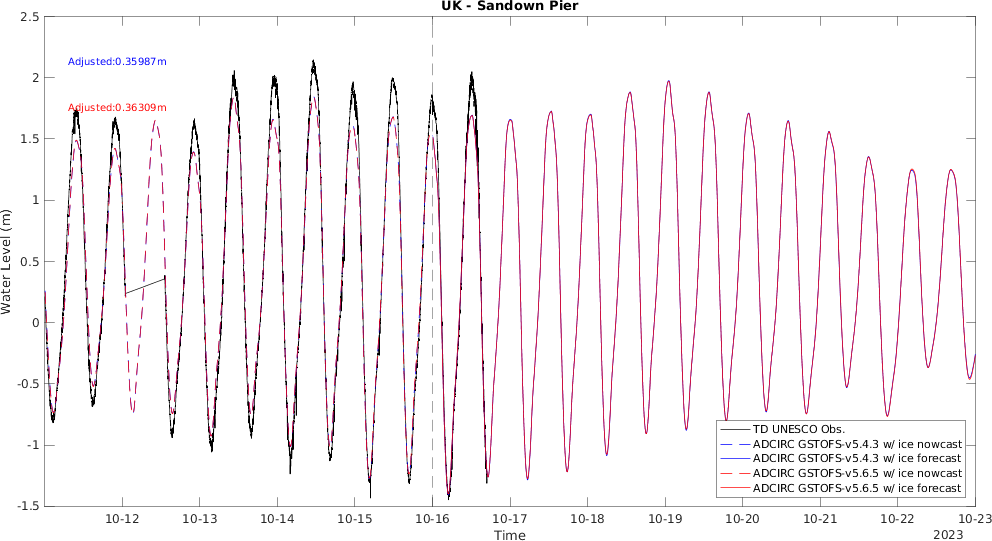 UK - Sandown Pier
2.5
2
1.5
1
0.5
0
-0.5
-1
-1.5
Water Level (m)
Adjusted:0.35987m
Adjusted:0.36309m
TD UNESCO Obs.
ADCIRC GSTOFS-v5.4.3 w/ ice nowcast
ADCIRC GSTOFS-v5.4.3 w/ ice forecast
ADCIRC GSTOFS-v5.6.5 w/ ice nowcast
ADCIRC GSTOFS-v5.6.5 w/ ice forecast
10-12 10-13 10-14 10-15 10-16 10-17 10-18 10-19 10-20 10-21 10-22 10-23
Time
2023